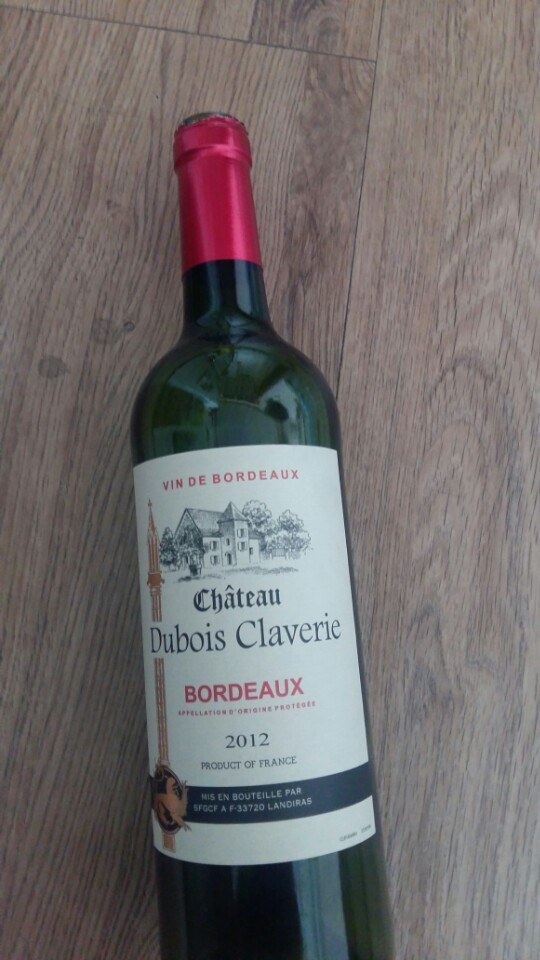 VIN DE BORDEAUX
Château
Dubois Claverie
BORDEAUX
APPELLATION D'ORIGINE PROTÉGÉE
2012
PRODUCT OF FRANCE
MIS EN BOUTEILLE PAR
SFGCF A F-33720 LANDIRAS